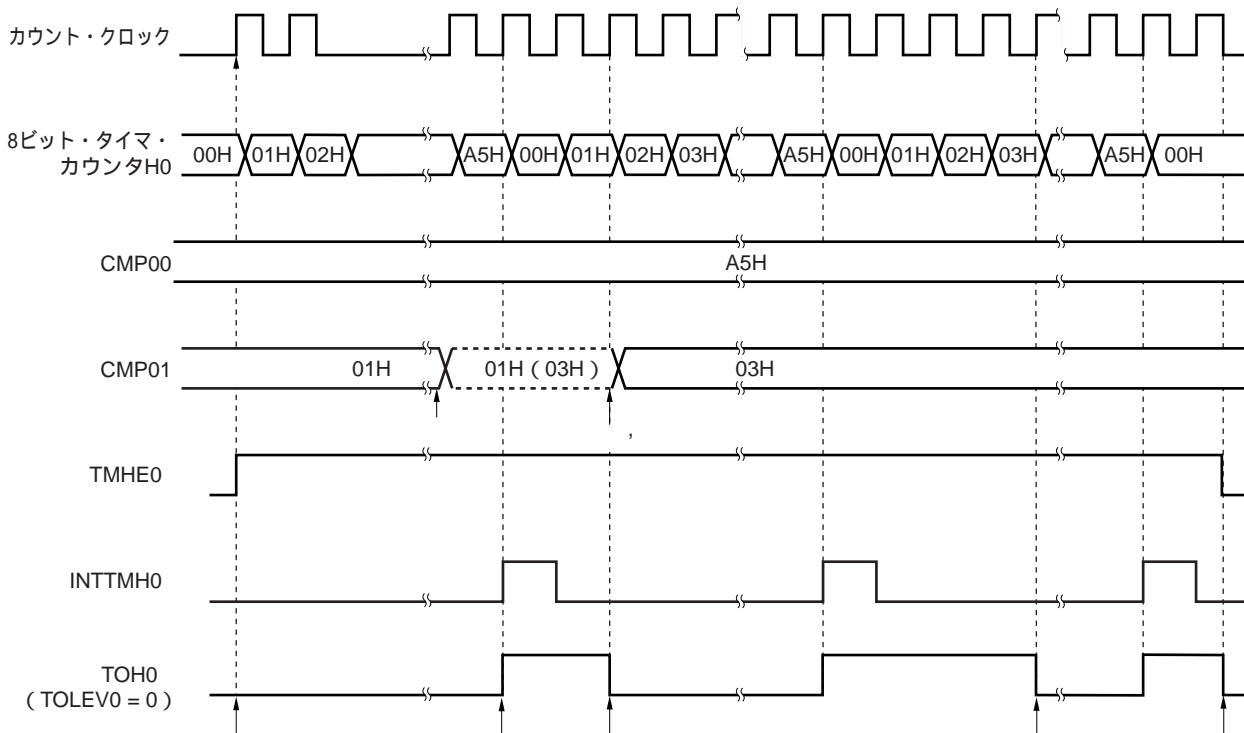 カウント・クロック
8ビット・タイマ・
カウンタH0
00H 01H 02H A5H 00H 01H 02H 03H A5H 00H 01H 02H 03H A5H 00H
CMP00
A5H
CMP01
01H 01H（03H） 03H
,
TMHE0
INTTMH0
TOH0
（TOLEV0 = 0）